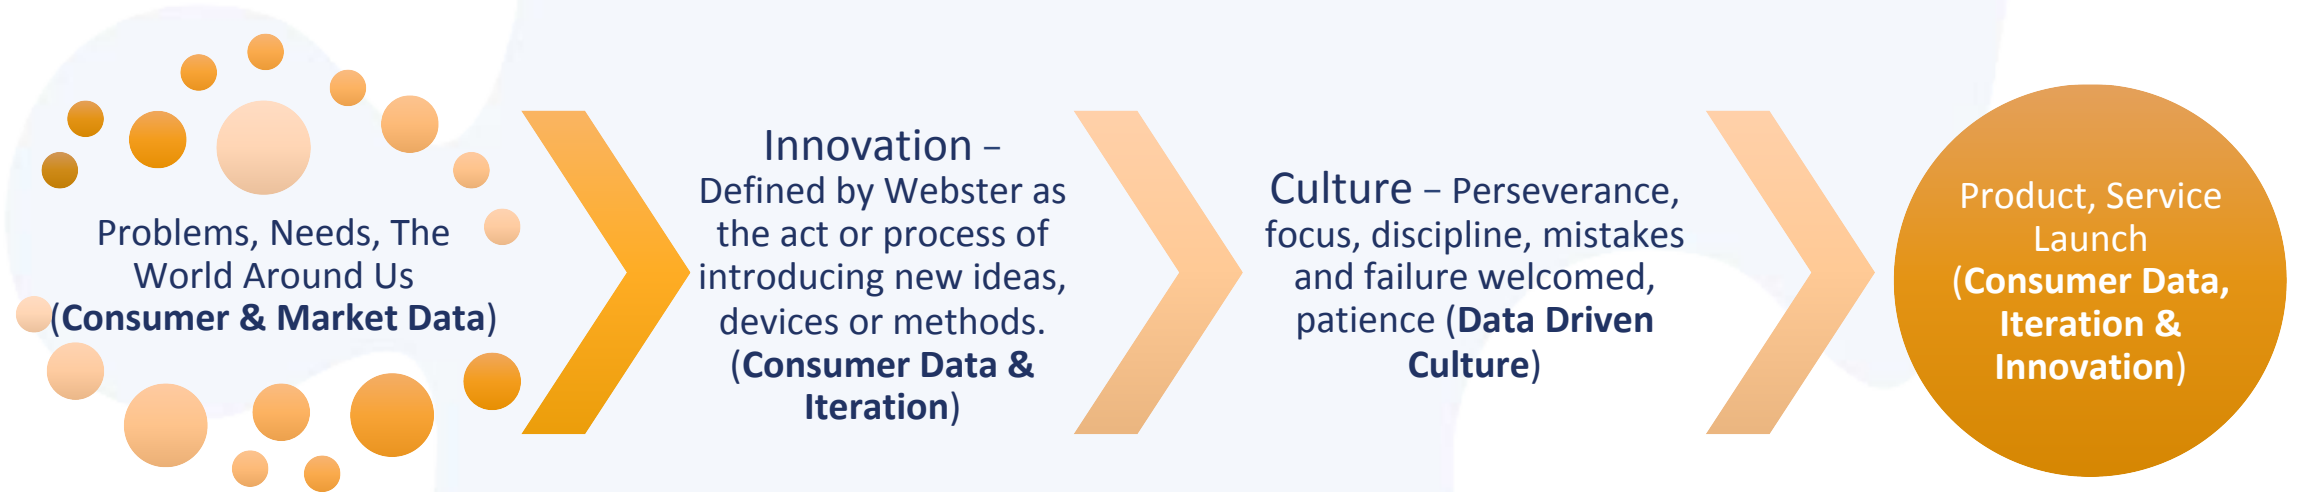 Problems, Needs, The
World Around Us
(Consumer & Market Data)
Innovation –
Defined by Webster as
the act or process of
introducing new ideas,
devices or methods.
(Consumer Data &
Iteration)
Culture – Perseverance,
focus, discipline, mistakes
and failure welcomed,
patience (Data Driven
Culture)
Product, Service
Launch
(Consumer Data,
Iteration &
Innovation)